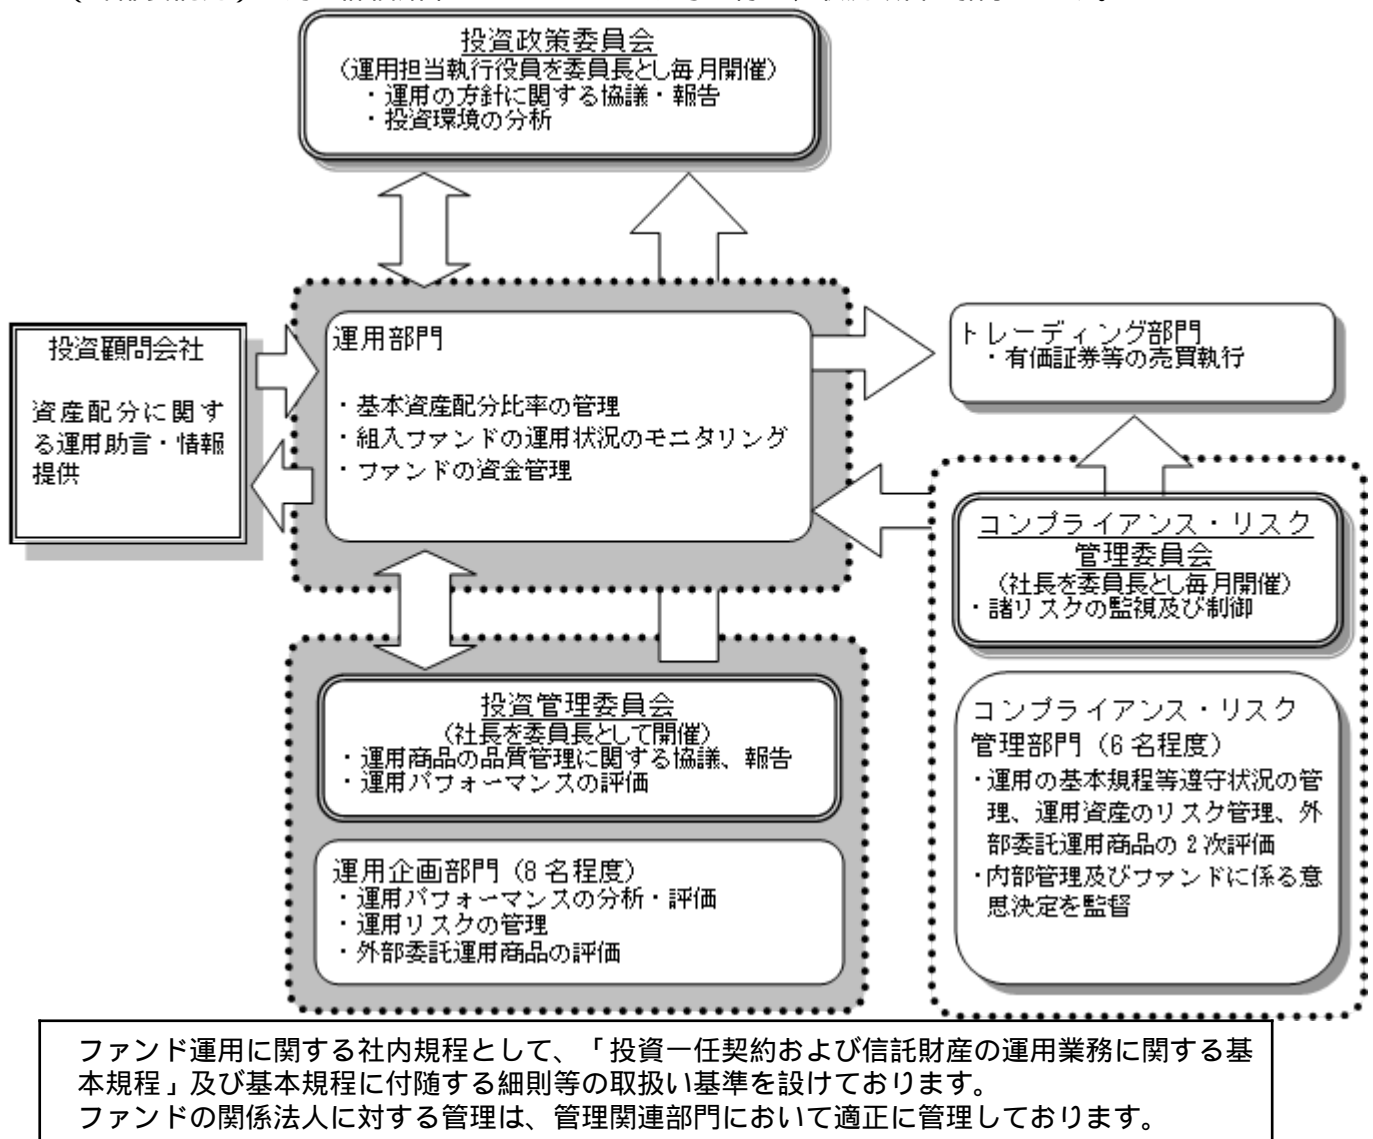 投資政策委員会
（運用担当執行役員を委員長とし毎月開催）
・運用の方針に関する協議・報告
・投資環境の分析
投資顧問会社
資産配分に関す
る運用助言・情報
提供
運用部門
・基本資産配分比率の管理
・組入ファンドの運用状況のモニタリング
・ファンドの資金管理
トレーディング部門
・有価証券等の売買執行
コンプライアンス・リスク
管理委員会
（社長を委員長とし毎月開催）
・諸リスクの監視及び制御
コンプライアンス・リスク
管理部門（6名程度）
・運用の基本規程等遵守状況の管
理、運用資産のリスク管理、外
部委託運用商品の2次評価
・内部管理及びファンドに係る意
思決定を監督
投資管理委員会
（社長を委員長として開催）
・運用商品の品質管理に関する協議、報告
・運用パフォーマンスの評価
運用企画部門（8名程度）
・運用パフォーマンスの分析・評価
・運用リスクの管理
・外部委託運用商品の評価
ファンド運用に関する社内規程として、「投資一任契約および信託財産の運用業務に関する基
本規程」及び基本規程に付随する細則等の取扱い基準を設けております。
ファンドの関係法人に対する管理は、管理関連部門において適正に管理しております。